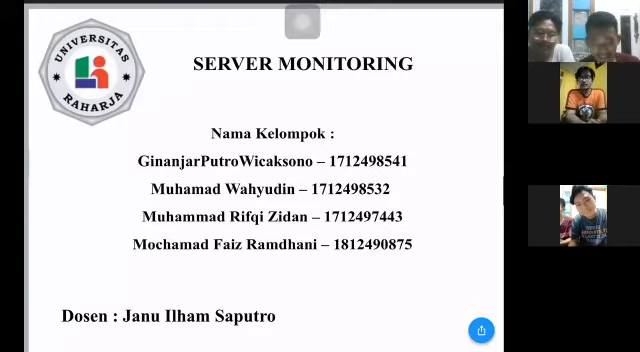 UNIVERSITAS
RAHARJA
SERVER MONITORING
Nama Kelompok :
GinanjarPutroWicaksono – 1712498541
Muhamad Wahyudin – 1712498532
Muhammad Rifqi Zidan – 1712497443
Mochamad Faiz Ramdhani – 1812490875
Dosen : Janu Ilham Saputro